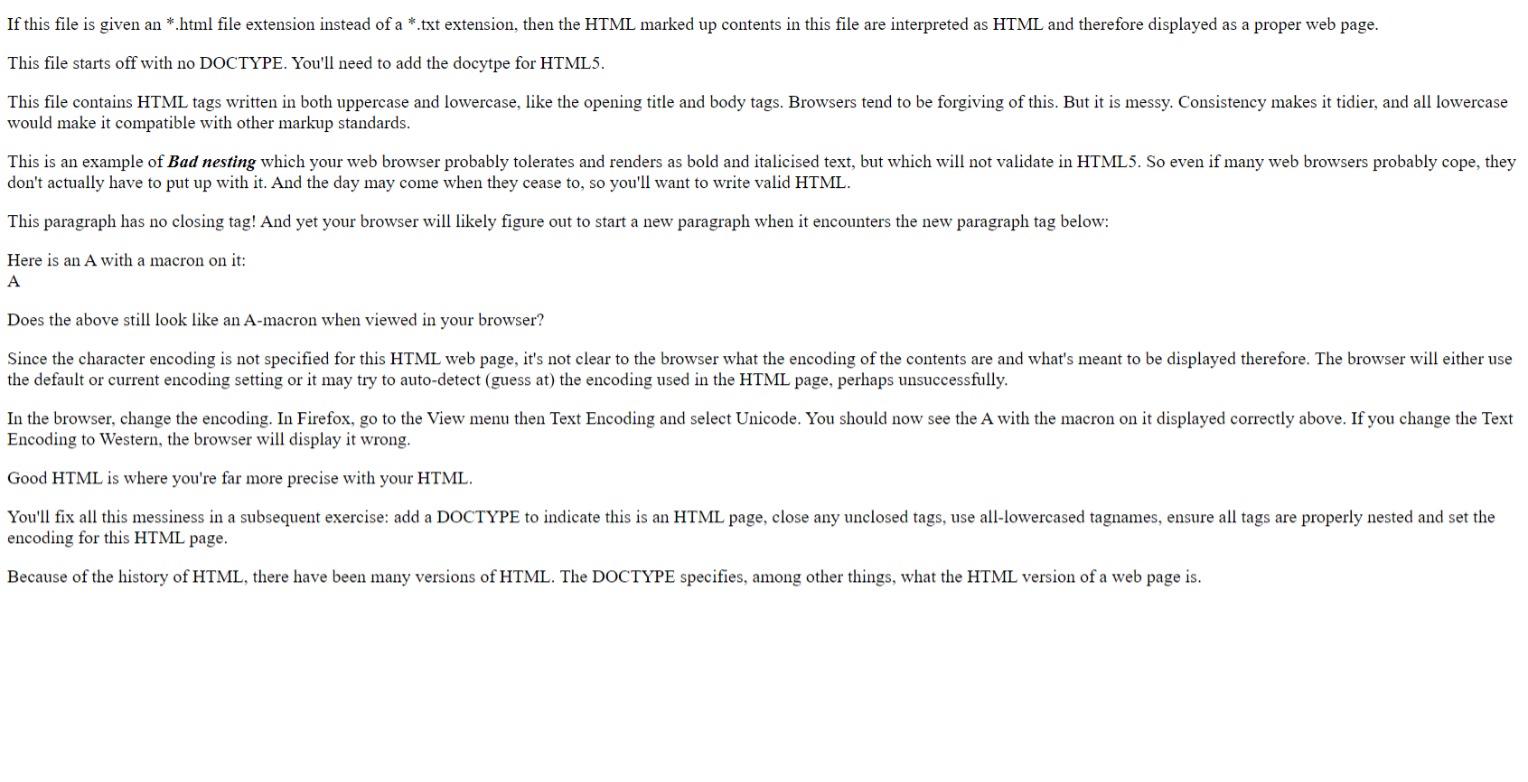 If this file is given an *.html file extension instead of a *.txt extension, then the HTML marked up contents in this file are interpreted as HTML and therefore displayed as a proper web page.
This file starts off with no DOCTYPE. You'll need to add the docytpe for HTML5.
This file contains HTML tags written in both uppercase and lowercase, like the opening title and body tags. Browsers tend to be forgiving of this. But it is messy. Consistency makes it tidier, and all lowercase
would make it compatible with other markup standards.
This is an example of Bad nesting which your web browser probably tolerates and renders as bold and italicised text, but which will not validate in HTML5. So even if many web browsers probably cope, they
don't actually have to put up with it. And the day may come when they cease to, so you'll want to write valid HTML.
This paragraph has no closing tag! And yet your browser will likely figure out to start a new paragraph when it encounters the new paragraph tag below:
Here is an A with a macron on it:
A
Does the above still look like an A-macron when viewed in your browser?
Since the character encoding is not specified for this HTML web page, it's not clear to the browser what the encoding of the contents are and what's meant to be displayed therefore. The browser will either use
the default or current encoding setting or it may try to auto-detect (guess at) the encoding used in the HTML page, perhaps unsuccessfully.
In the browser, change the encoding. In Firefox, go to the View menu then Text Encoding and select Unicode. You should now see the A with the macron on it displayed correctly above. If you change the Text
Encoding to Western, the browser will display it wrong.
Good HTML is where you're far more precise with your HTML.
You'll fix all this messiness in a subsequent exercise: add a DOCTYPE to indicate this is an HTML page, close any unclosed tags, use all-lowercased tagnames, ensure all tags are properly nested and set the
encoding for this HTML page.
Because of the history of HTML, there have been many versions of HTML. The DOCTYPE specifies, among other things, what the HTML version of a web page is.